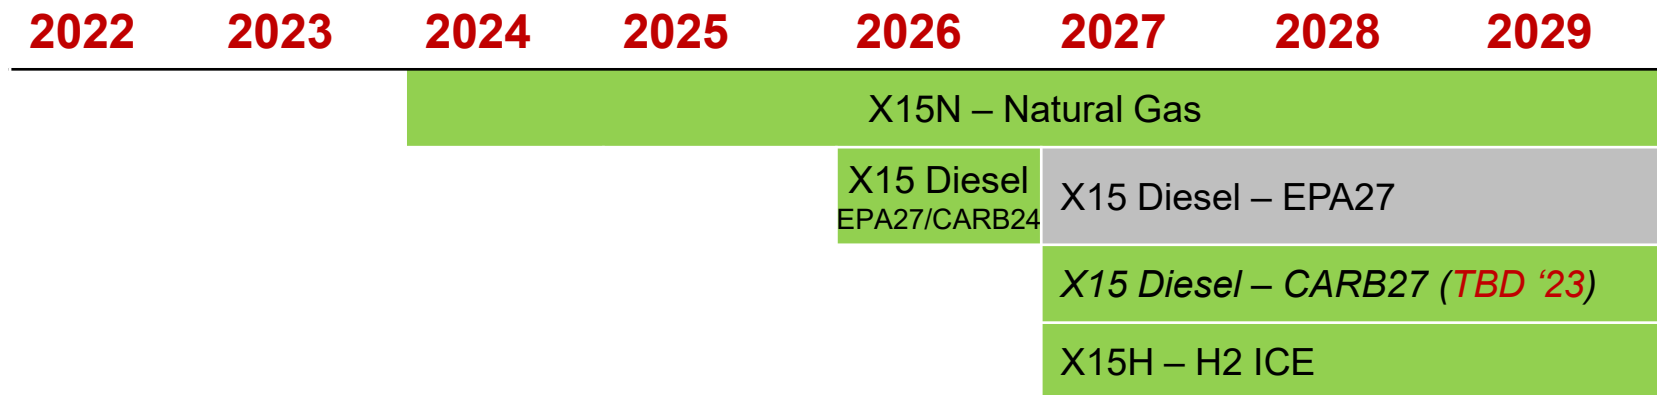 2022 2023 2024 2025 2026 2027 2028 2029
X15N – Natural Gas
X15 Diesel
EPA27/CARB24
X15 Diesel – EPA27
X15 Diesel – CARB27 (TBD ‘23)
X15H – H2 ICE